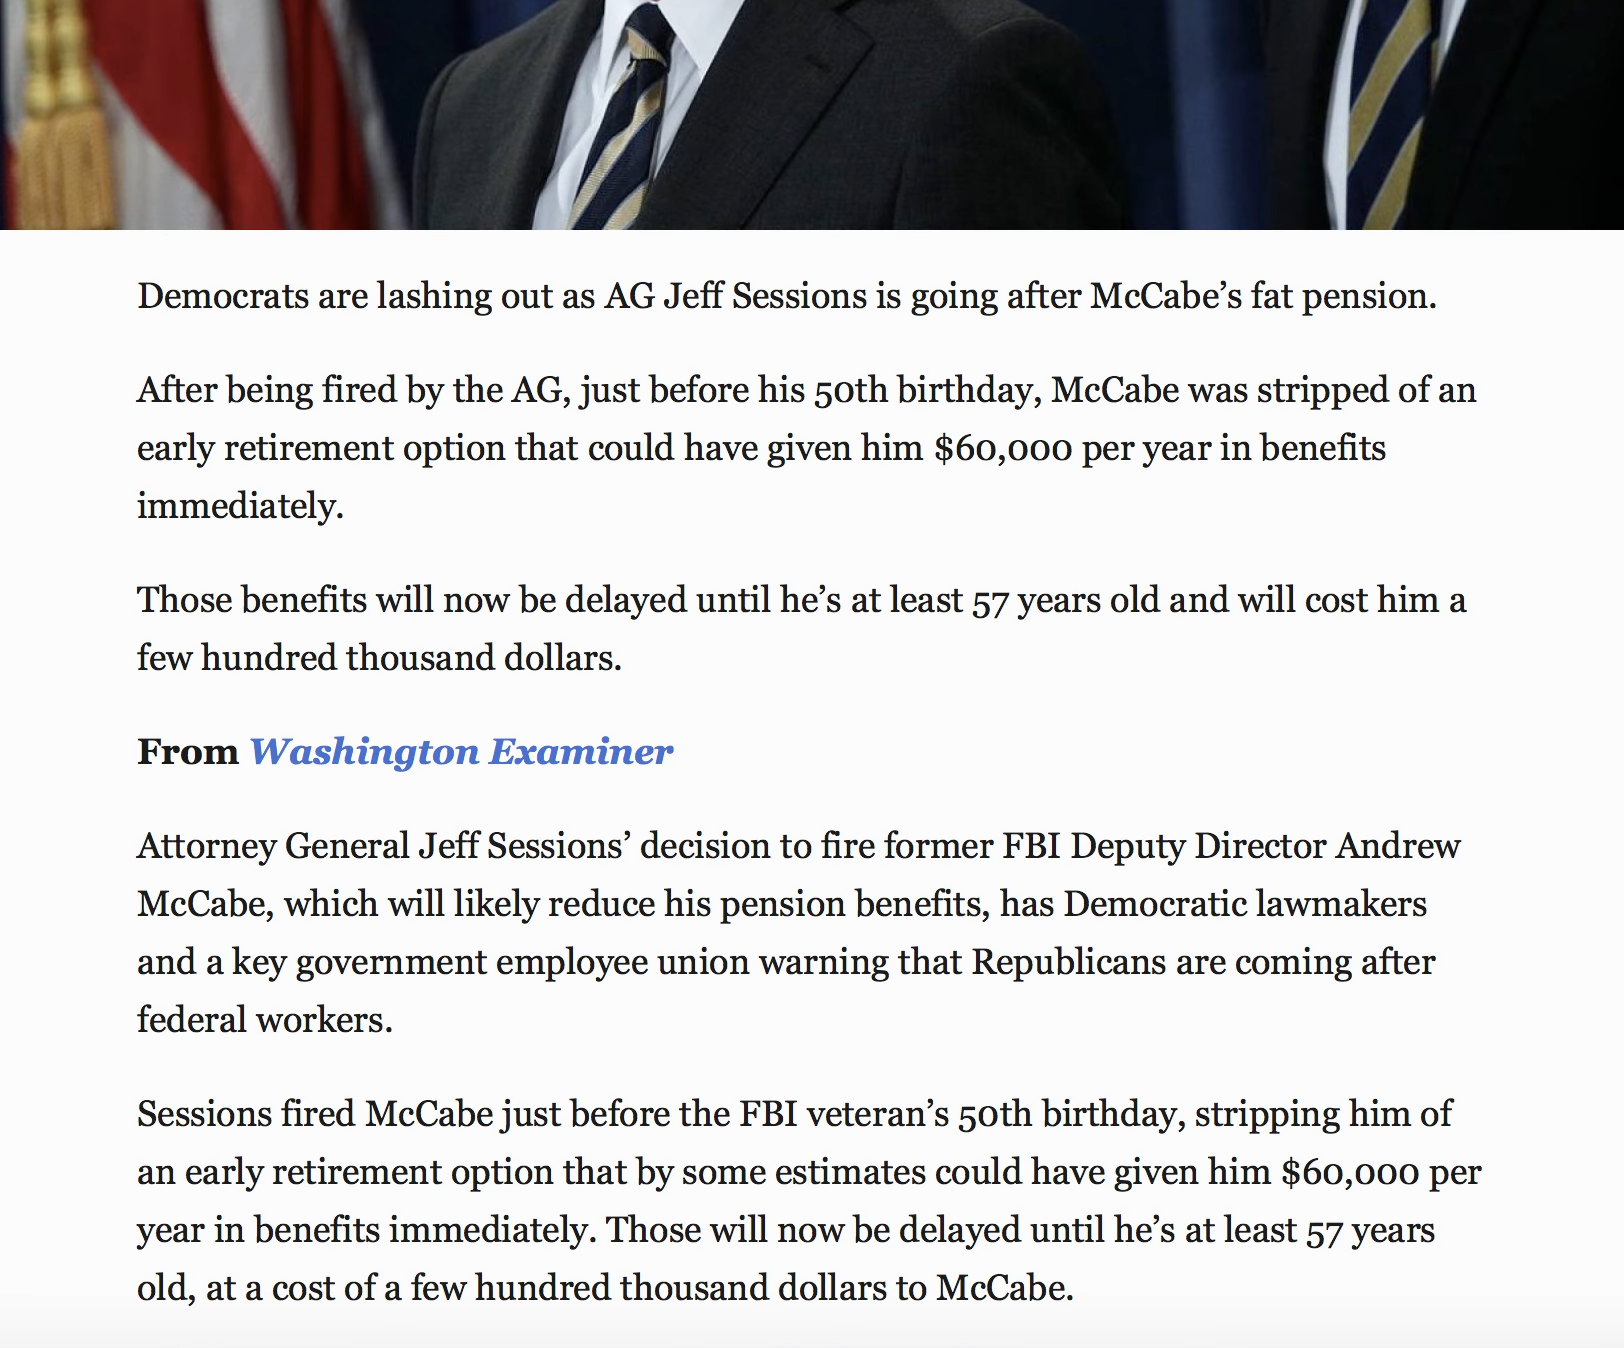 Democrats are lashing out as AG Jeff Sessions is going after McCabe’s fat pension.
After being fired by the AG, just before his 50th birthday, McCabe was stripped of an
early retirement option that could have given him $60,000 per year in benefits
immediately.
Those benefits will now be delayed until he’s at least 57 years old and will cost him a
few hundred thousand dollars.
From Washington Examiner
Attorney General Jeff Sessions’ decision to fire former FBI Deputy Director Andrew
McCabe, which will likely reduce his pension benefits, has Democratic lawmakers
and a key government employee union warning that Republicans are coming after
federal workers.
Sessions fired McCabe just before the FBI veteran’s 50th birthday, stripping him of
an early retirement option that by some estimates could have given him $60,000 per
year in benefits immediately. Those will now be delayed until he’s at least 57 years
old, at a cost of a few hundred thousand dollars to McCabe.